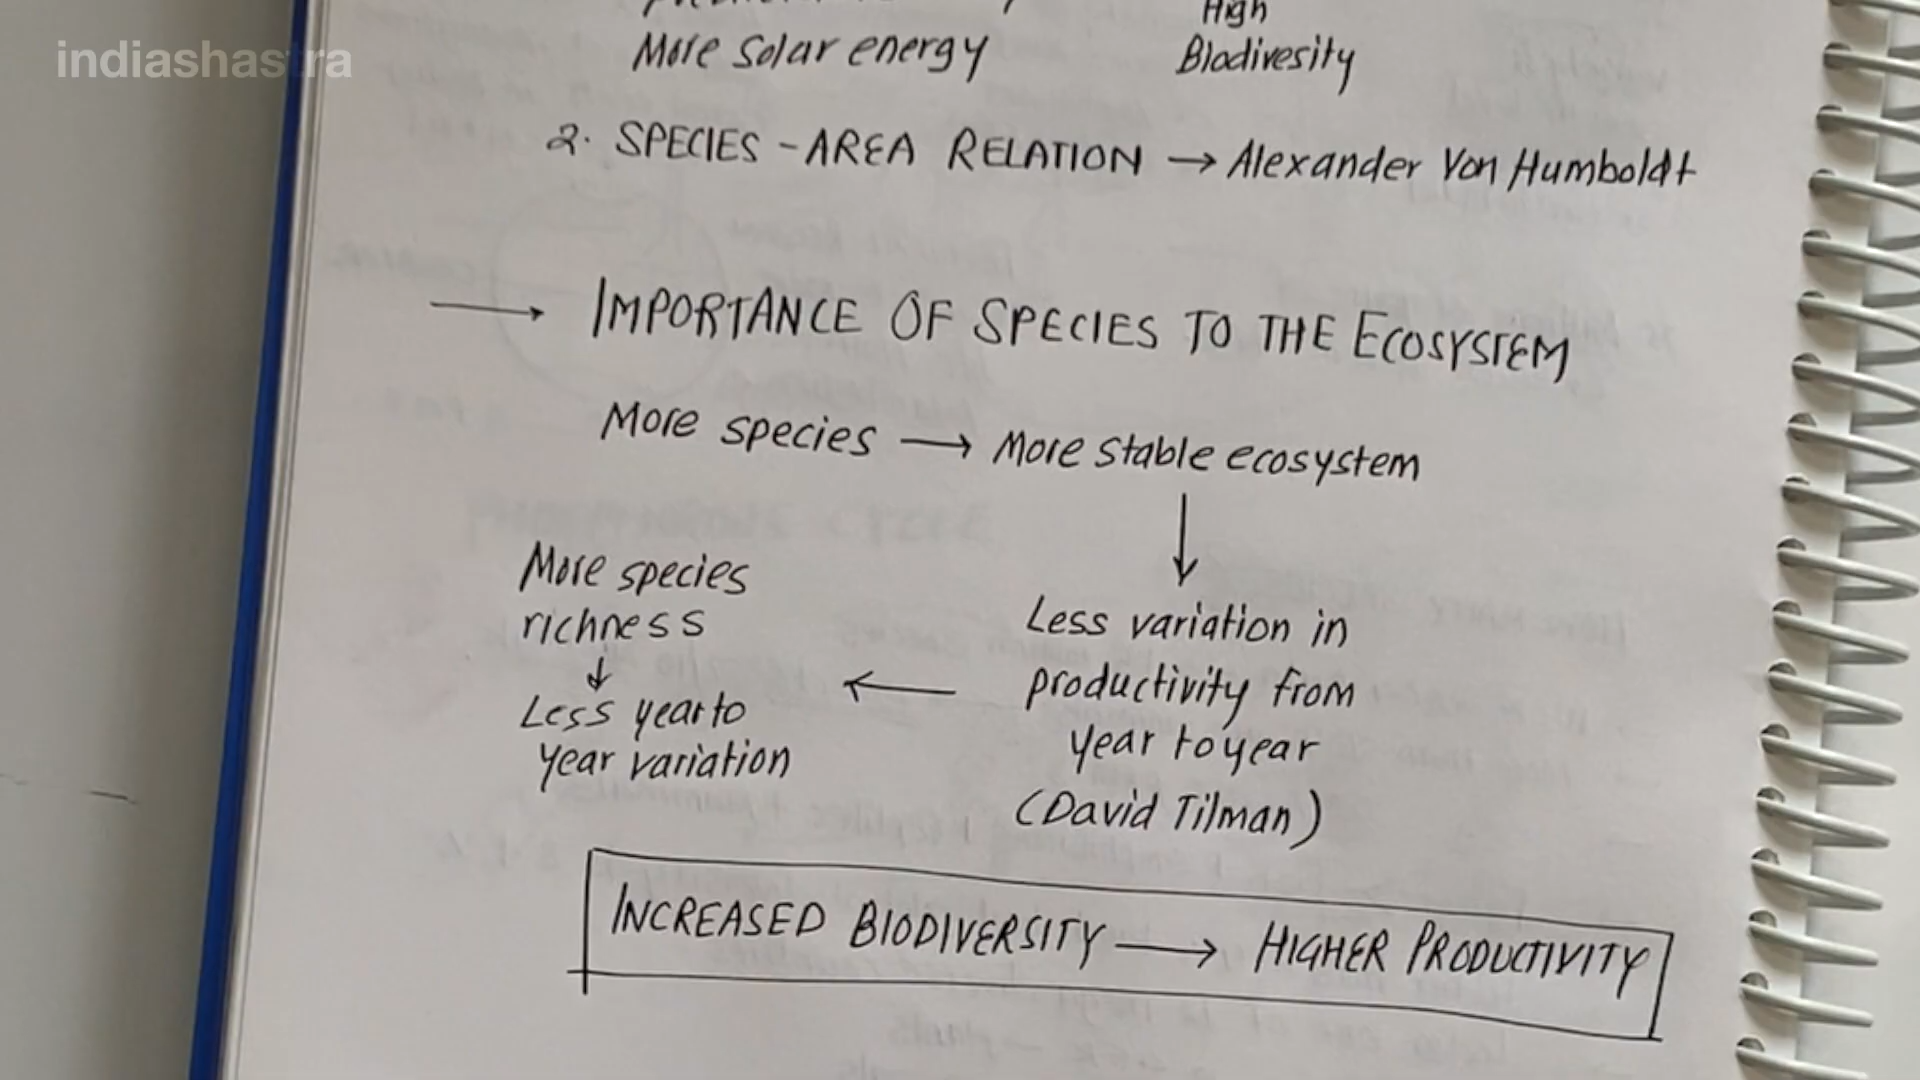 indiashastra
High
More solar energy
Biodivesity
2. SPECIES - AREA RELATION → Alexander Von Humboldt
→ IMPORTANCE OF SPECIES TO THE ECOSYSTEM
More species → More stable ecosystem
↓
Less variation in
productivity from
year to year
(David Tilman)
←
More species
richness
↓
Less year to
year variation
INCREASED BIODIVERSITY → HIGHER PRODUCTIVITY